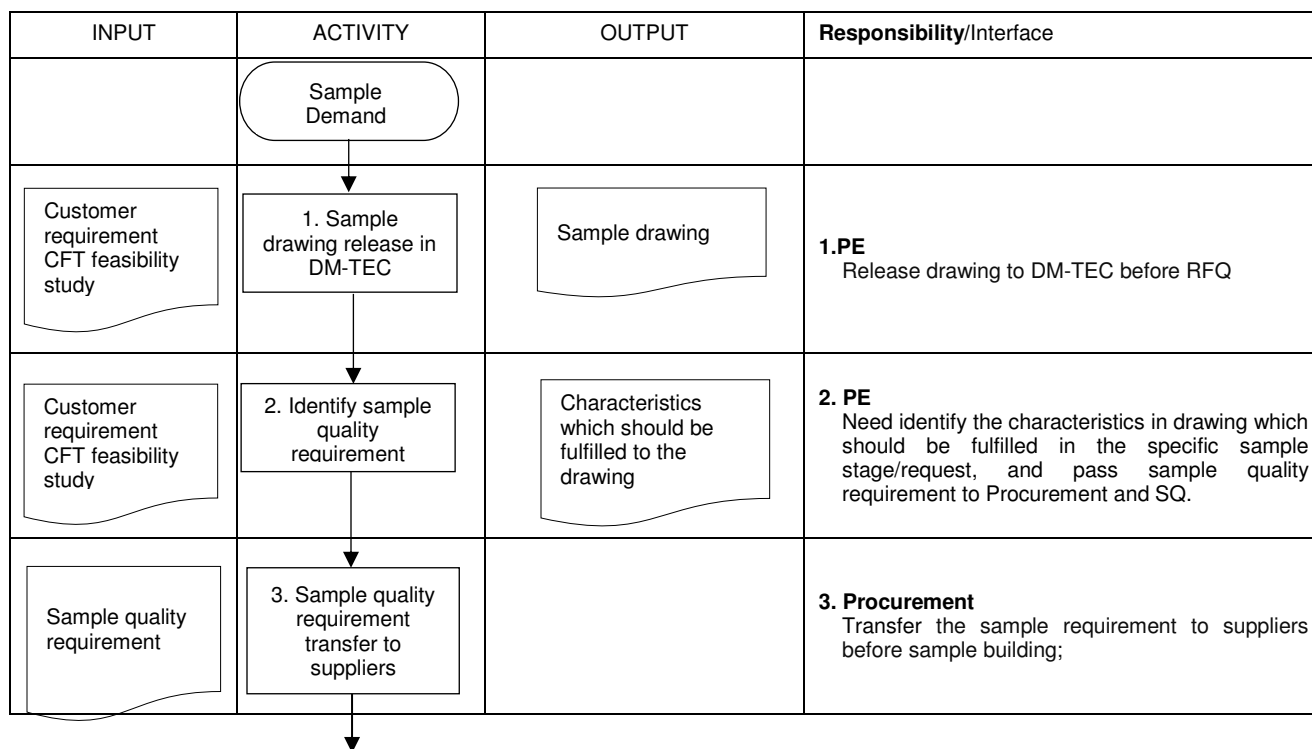 INPUT
ACTIVITY
OUTPUT
Responsibility/Interface
Sample
Demand
Customer
requirement
CFT feasibility
study
1. Sample
drawing release in
DM-TEC
Sample drawing
1.PE
Release drawing to DM-TEC before RFQ
Customer
requirement
CFT feasibility
study
2. Identify sample
quality
requirement
Characteristics
which should be
fulfilled to the
drawing
2. PE
Need identify the characteristics in drawing which
should be fulfilled in the specific sample
stage/request, and pass sample quality
requirement to Procurement and SQ.
Sample quality
requirement
3. Sample quality
requirement
transfer to
suppliers
3. Procurement
Transfer the sample requirement to suppliers
before sample building;